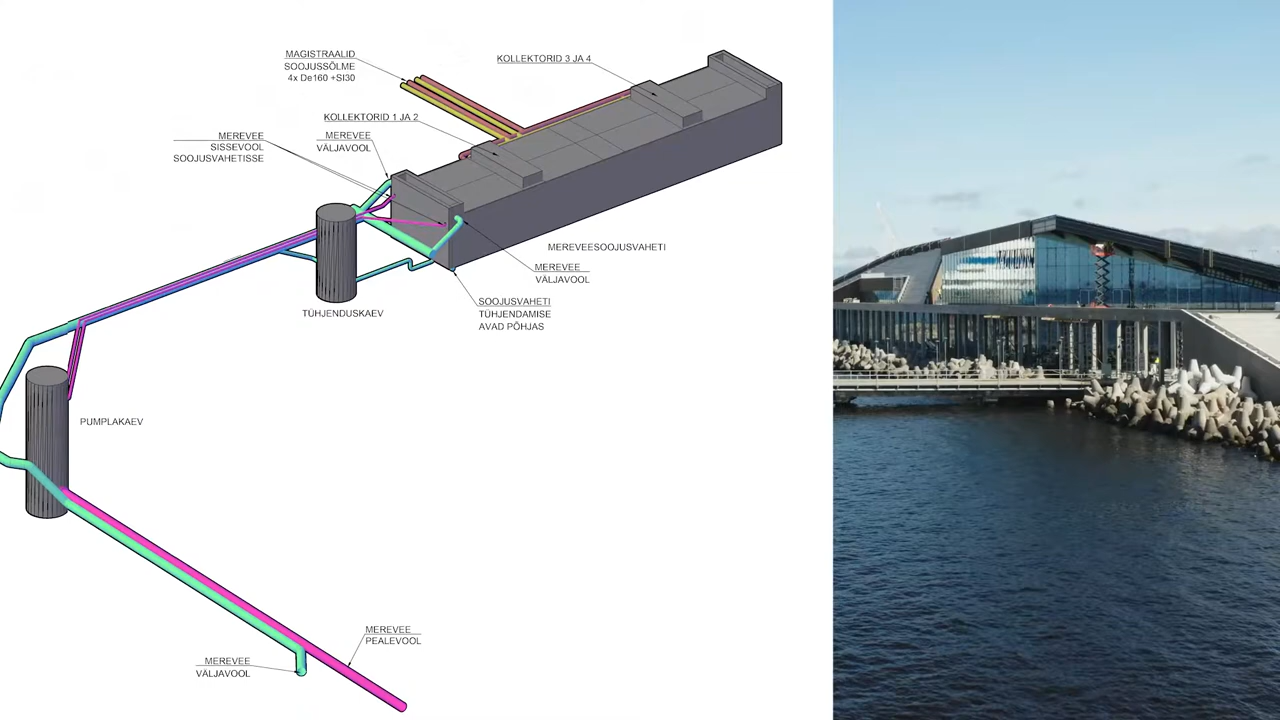 MAGISTRAALID
SOOJUSSÕLME
4x De160 +SI30
KOLLEKTORID 3 JA 4
KOLLEKTORID 1 JA 2
MEREVEE
SISSEVOOL
SOOJUSVAHETISSE
MEREVEE
VÄLJAVOOL
MEREVEESOOJUSVAHETI
MEREVEE
VÄLJAVOOL
SOOJUSVAHETI
TÜHJENDAMISE
AVAD PÕHJAS
TÜHJENDUSKAEV
PUMPLAKAEV
MEREVEE
PEALEVOOL
MEREVEE
VÄLJAVOOL